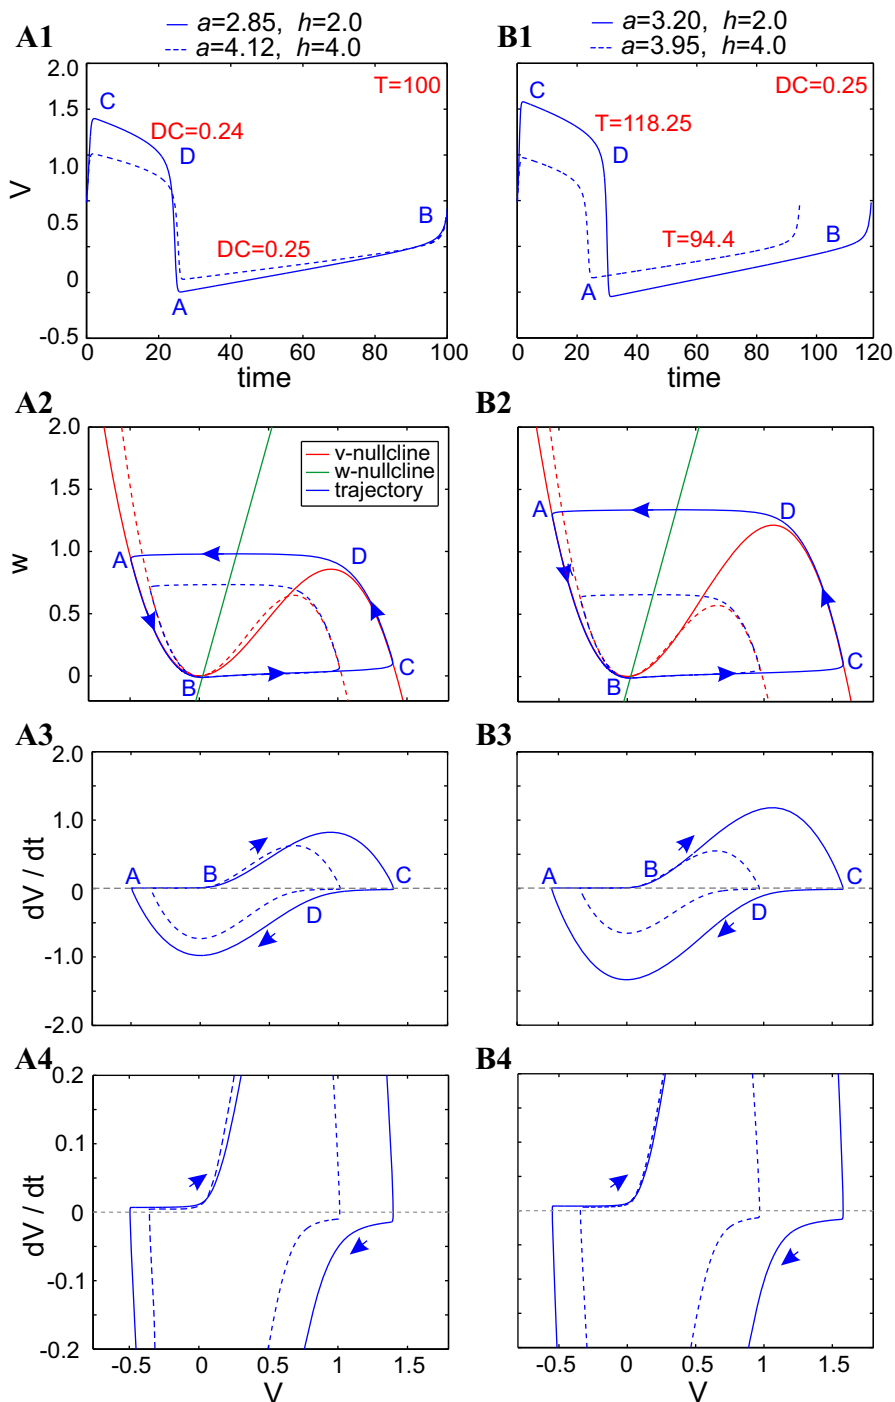 A1
a=2.85, h=2.0
a=4.12, h=4.0
B1
a=3.20, h=2.0
a=3.95, h=4.0
2.0
1.5
1.0
0.5
0
-0.5
V
C
T=100
DC=0.24
D
DC=0.25
B
A
0 20 40 60 80 100
time
C
DC=0.25
T=118.25
D
T=94.4
B
A
0 20 40 60 80 100 120
time
A2
2.0
1.5
1.0
0.5
0
w
v-nullcline
w-nullcline
trajectory
A
D
B
C
B2
A
D
B
C
A3
2.0
1.0
0
-1.0
-2.0
dV / dt
A
B
C
D
B3
A
B
C
D
A4
0.2
0.1
0
-0.1
-0.2
dV / dt
-0.5 0 0.5 1 1.5
V
B4
-0.5 0 0.5 1 1.5
V